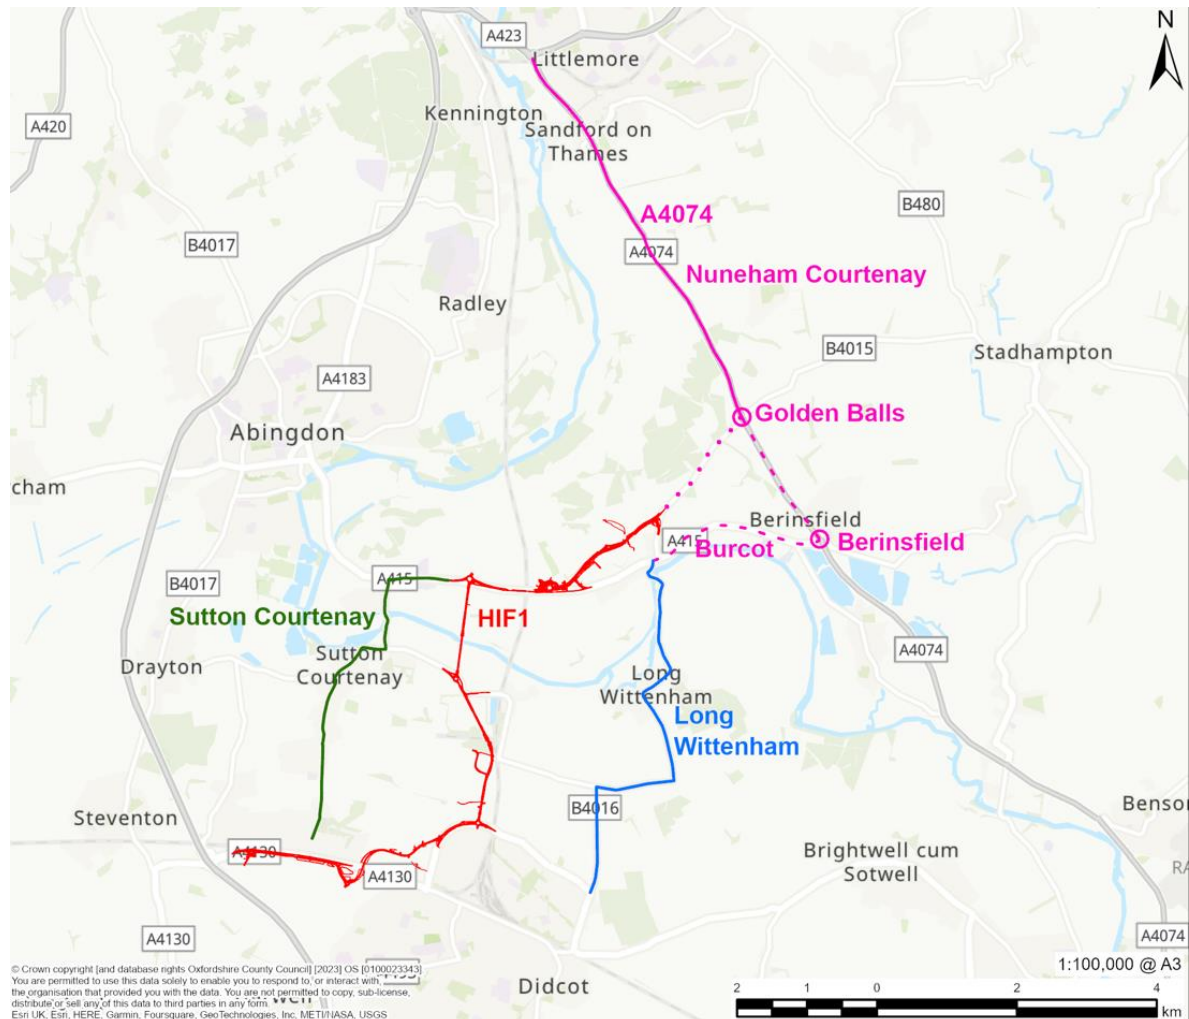 N
A423
Littlemore
Kennington
A420
Sandford on
Thames
B480
A4074
B4017
A4074
Nuneham Courtenay
Radley
B4015
Stadhampton
A4183
Golden Balls
Abingdon
cham
Berinsfield
A415
Burcot
Berinsfield
A415
B4017
Sutton Courtenay
HIF1
A4074
Drayton
Sutton
Courtenay
Long
Wittenham
Long
Wittenham
Steventon
B4016
Benso
A4130
Brightwell cum
Sotwell
RA
A4130
A4130
A4074
1:100,000 @ A3
© Crown copyright [and database rights Oxfordshire County Council] [2023] OS [0100023343]
You are permitted to use this data solely to enable you to respond to, or interact with,
the organisation that provided you with the data. You are not permitted to copy, sub-license,
distribute or sell any of this data to third parties in any form.
Esri UK, Esri, HERE, Garmin, Foursquare, GeoTechnologies, Inc, METI/NASA, USGS
Didcot
2 1 0 2 4
km